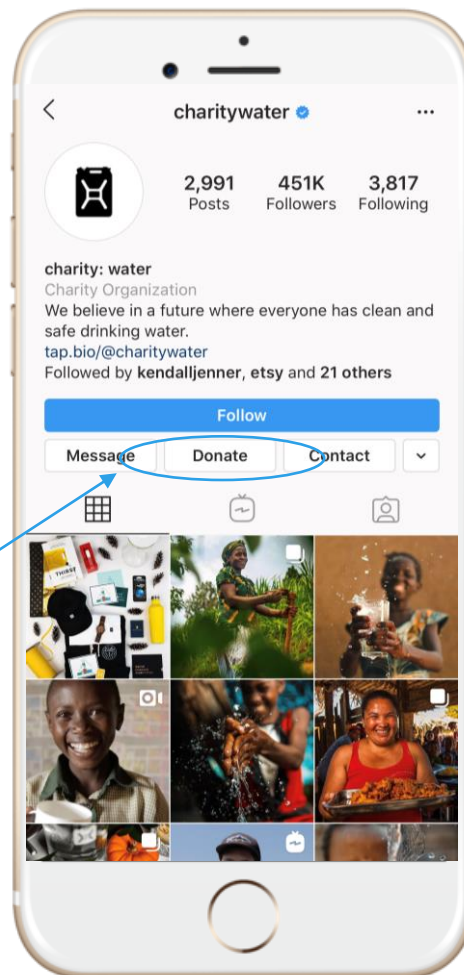 charitywater
2,991 451K 3,817
Posts Followers Following
charity: water
Charity Organization
We believe in a future where everyone has clean and
safe drinking water.
tap.bio/@charitywater
Followed by kendalljenner, etsy and 21 others
Follow
Message Donate Contact
THIRST